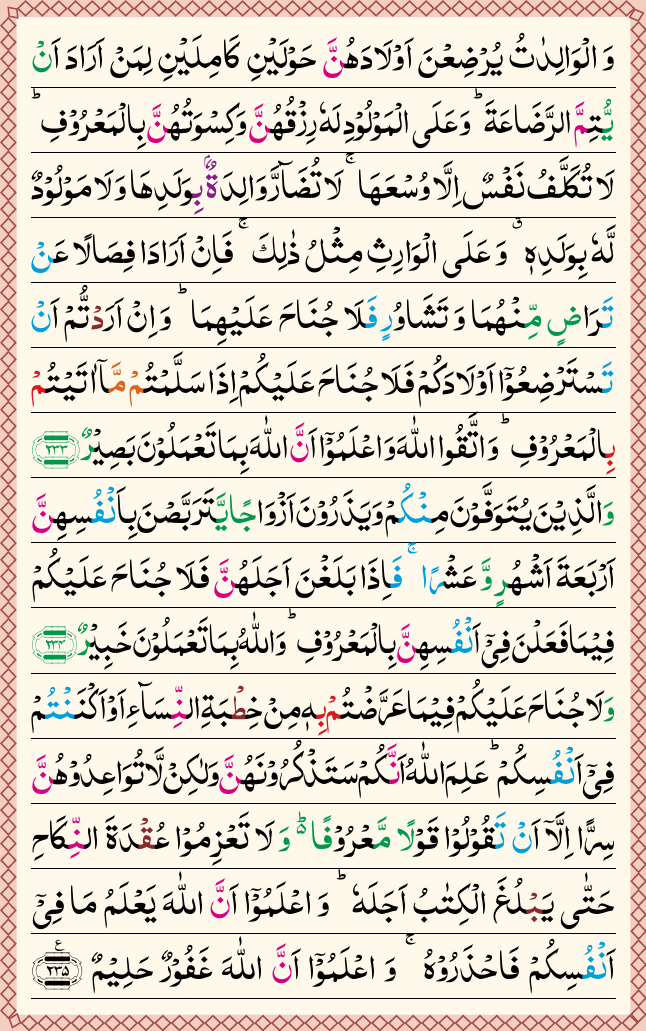 وَ الْوَالِدٰتُ یُرْضِعْنَ اَوْلَادَهُنَّ حَوْلَیْنِ كَامِلَیْنِ لِمَنْ اَرَادَ اَنْ
یُّتِمَّ الرَّضَاعَةَ ؕ وَعَلَی الْمَوْلُوْدِ لَهٗ رِزْقُهُنَّ وَكِسْوَتُهُنَّ بِالْمَعْرُوْفِ ؕ
لَا تُكَلَّفُ نَفْسٌ اِلَّا وُسْعَهَا ۚ لَا تُضَآرَّ وَالِدَةٌۢ بِوَلَدِهَا وَلَا مَوْلُوْدٌ
لَّهٗ بِوَلَدِهٖ ۗ وَ عَلَی الْوَارِثِ مِثْلُ ذٰلِكَ ۚ فَاِنْ اَرَادَا فِصَالًا عَنْ
تَرَاضٍ مِّنْهُمَا وَ تَشَاوُرٍ فَلَا جُنَاحَ عَلَیْهِمَا ؕ وَ اِنْ اَرَدْتُّمْ اَنْ
تَسْتَرْضِعُوْۤا اَوْلَادَكُمْ فَلَا جُنَاحَ عَلَیْكُمْ اِذَا سَلَّمْتُمْ مَّاۤ اٰتَیْتُمْ
بِالْمَعْرُوْفِ ؕ وَ اتَّقُوا اللّٰهَ وَ اعْلَمُوْۤا اَنَّ اللّٰهَ بِمَا تَعْمَلُوْنَ بَصِیْرٌ ۲۳۳
وَ الَّذِیْنَ یُتَوَفَّوْنَ مِنْكُمْ وَ یَذَرُوْنَ اَزْوَاجًا یَّتَرَبَّصْنَ بِاَنْفُسِهِنَّ
اَرْبَعَةَ اَشْهُرٍ وَّ عَشْرًا ۚ فَاِذَا بَلَغْنَ اَجَلَهُنَّ فَلَا جُنَاحَ عَلَیْكُمْ
فِیْمَا فَعَلْنَ فِیْۤ اَنْفُسِهِنَّ بِالْمَعْرُوْفِ ؕ وَ اللّٰهُ بِمَا تَعْمَلُوْنَ خَبِیْرٌ ۲۳۴
وَ لَا جُنَاحَ عَلَیْكُمْ فِیْمَا عَرَّضْتُمْ بِهٖ مِنْ خِطْبَةِ النِّسَآءِ اَوْ اَكْنَنْتُمْ
فِیْۤ اَنْفُسِكُمْ ؕ عَلِمَ اللّٰهُ اَنَّكُمْ سَتَذْكُرُوْنَهُنَّ وَلٰكِنْ لَّا تُوَاعِدُوْهُنَّ
سِرًّا اِلَّاۤ اَنْ تَقُوْلُوْا قَوْلًا مَّعْرُوْفًا ؕ۬ وَ لَا تَعْزِمُوْا عُقْدَةَ النِّكَاحِ
حَتّٰی یَبْلُغَ الْكِتٰبُ اَجَلَهٗ ؕ وَ اعْلَمُوْۤا اَنَّ اللّٰهَ یَعْلَمُ مَا فِیْۤ
اَنْفُسِكُمْ فَاحْذَرُوْهُ ۚ وَ اعْلَمُوْۤا اَنَّ اللّٰهَ غَفُوْرٌ حَلِیْمٌ ۲۳۵ ع